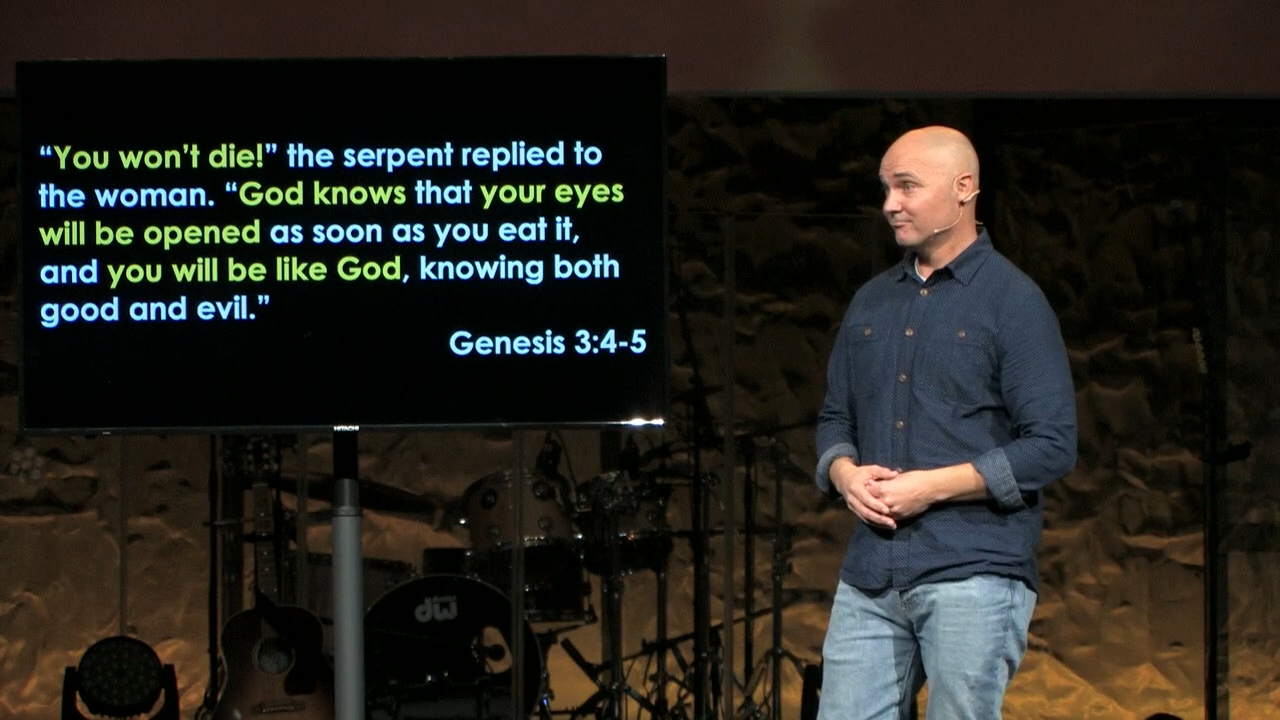 “You won’t die!” the serpent replied to
the woman. “God knows that your eyes
will be opened as soon as you eat it,
and you will be like God, knowing both
good and evil.”
Genesis 3:4-5
HITACHI
dw